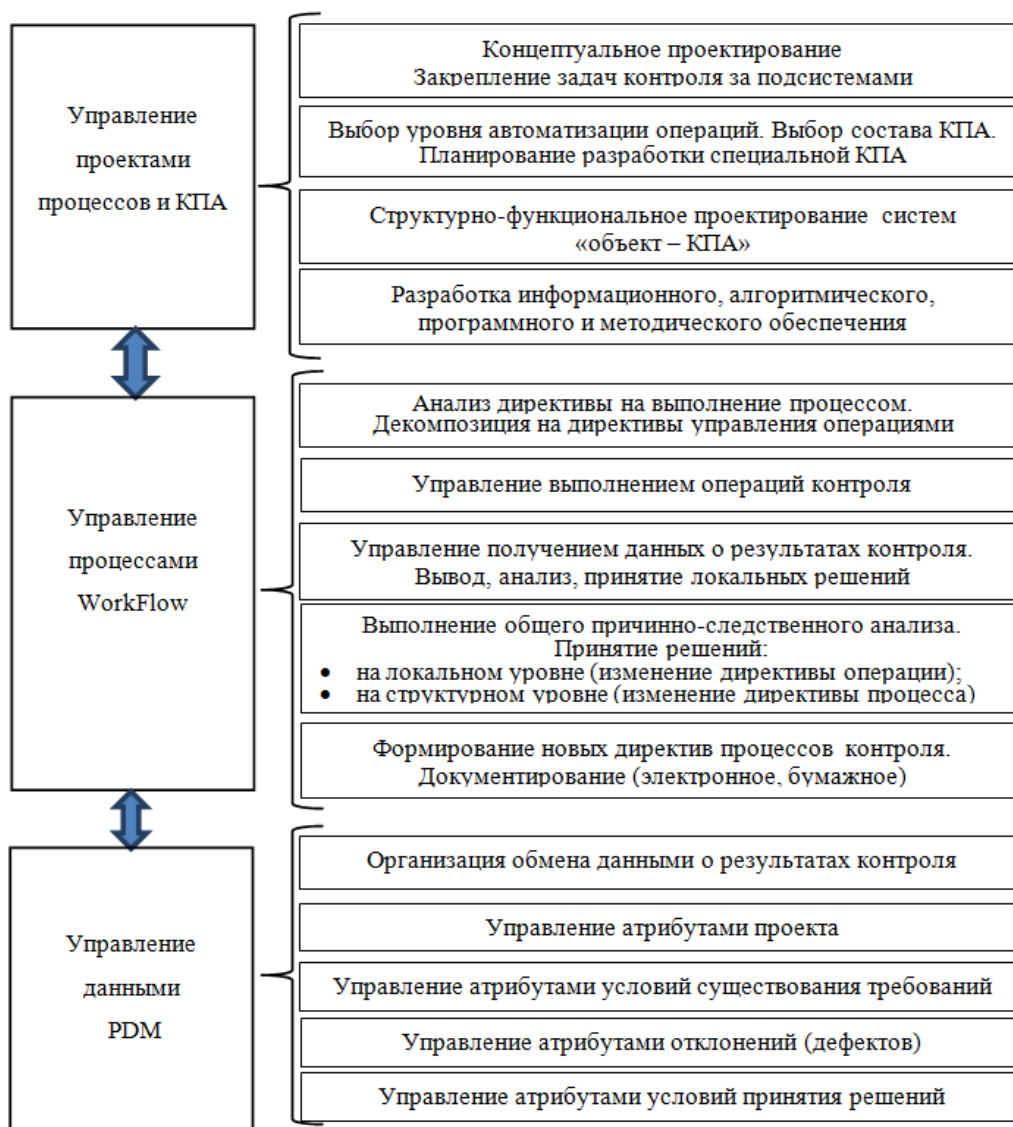 Управление
проектами
процессов и КПА
Концептуальное проектирование
Закрепление задач контроля за подсистемами
Выбор уровня автоматизации операций. Выбор состава КПА.
Планирование разработки специальной КПА
Структурно-функциональное проектирование систем
«объект – КПА»
Разработка информационного, алгоритмического,
программного и методического обеспечения
Управление
процессами
WorkFlow
Анализ директивы на выполнение процессом.
Декомпозиция на директивы управления операциями
Управление выполнением операций контроля
Управление получением данных о результатах контроля.
Вывод, анализ, принятие локальных решений
Выполнение общего причинно-следственного анализа.
Принятие решений:
• на локальном уровне (изменение директивы операции);
• на структурном уровне (изменение директивы процесса)
Формирование новых директив процессов контроля.
Документирование (электронное, бумажное)
Управление
данными
PDM
Организация обмена данными о результатах контроля
Управление атрибутами проекта
Управление атрибутами условий существования требований
Управление атрибутами отклонений (дефектов)
Управление атрибутами условий принятия решений